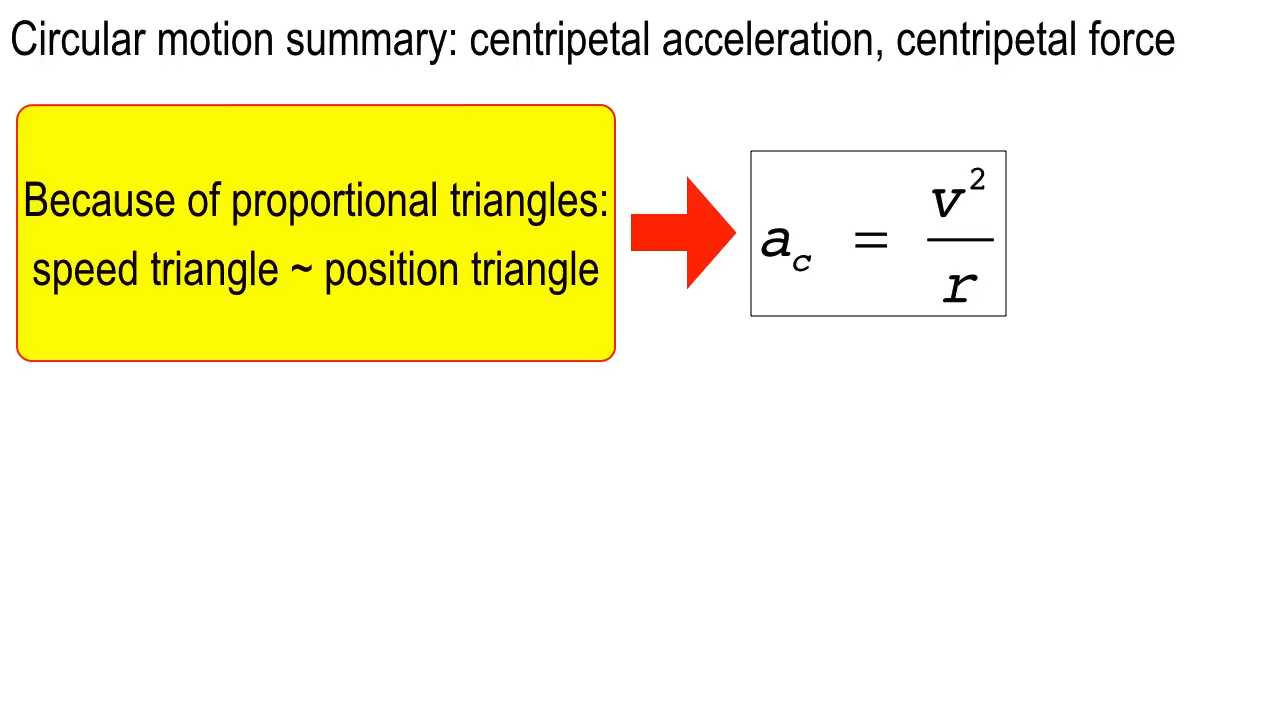 Circular motion summary: centripetal acceleration, centripetal force
Because of proportional triangles:
speed triangle ~ position triangle
a_c = v^2 / r